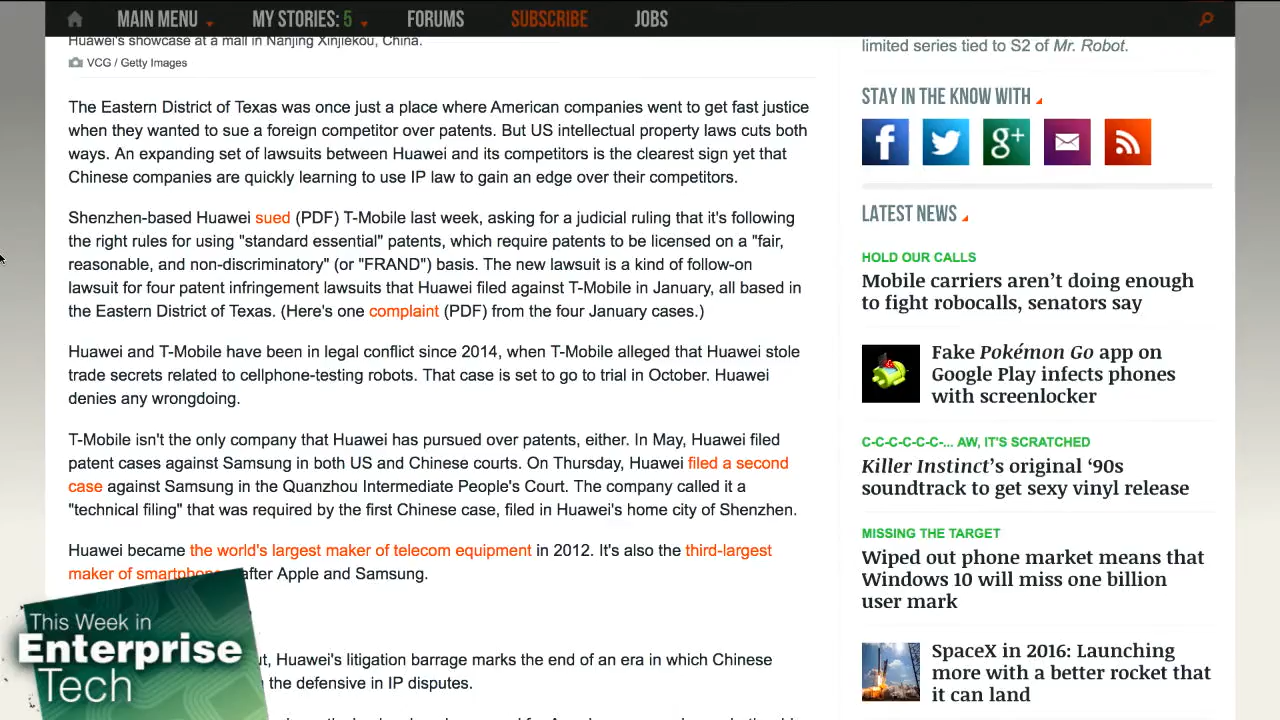 MAIN MENU
MY STORIES: 5
FORUMS
SUBSCRIBE
JOBS
Huawei's showcase at a mall in Nanjing Xinjiekou, China.
VCG / Getty Images
The Eastern District of Texas was once just a place where American companies went to get fast justice
when they wanted to sue a foreign competitor over patents. But US intellectual property laws cuts both
ways. An expanding set of lawsuits between Huawei and its competitors is the clearest sign yet that
Chinese companies are quickly learning to use IP law to gain an edge over their competitors.
Shenzhen-based Huawei sued (PDF) T-Mobile last week, asking for a judicial ruling that it's following
the right rules for using "standard essential" patents, which require patents to be licensed on a "fair,
reasonable, and non-discriminatory" (or "FRAND") basis. The new lawsuit is a kind of follow-on
lawsuit for four patent infringement lawsuits that Huawei filed against T-Mobile in January, all based in
the Eastern District of Texas. (Here's one complaint (PDF) from the four January cases.)
Huawei and T-Mobile have been in legal conflict since 2014, when T-Mobile alleged that Huawei stole
trade secrets related to cellphone-testing robots. That case is set to go to trial in October. Huawei
denies any wrongdoing.
T-Mobile isn't the only company that Huawei has pursued over patents, either. In May, Huawei filed
patent cases against Samsung in both US and Chinese courts. On Thursday, Huawei filed a second
case against Samsung in the Quanzhou Intermediate People's Court. The company called it a
"technical filing" that was required by the first Chinese case, filed in Huawei's home city of Shenzhen.
Huawei became the world's largest maker of telecom equipment in 2012. It's also the third-largest
maker of after Apple and Samsung.
Huawei's litigation barrage marks the end of an era in which Chinese
the defensive in IP disputes.
This Week in
Enterprise
Tech
limited series tied to S2 of Mr. Robot.
STAY IN THE KNOW WITH
f
g+
LATEST NEWS
HOLD OUR CALLS
Mobile carriers aren't doing enough
to fight robocalls, senators say
Fake Pokémon Go app on
Google Play infects phones
with screenlocker
C-C-C-C-C-C-... AW, IT'S SCRATCHED
Killer Instinct's original '90s
soundtrack to get sexy vinyl release
MISSING THE TARGET
Wiped out phone market means that
Windows 10 will miss one billion
user mark
SpaceX in 2016: Launching
more with a better rocket that
it can land